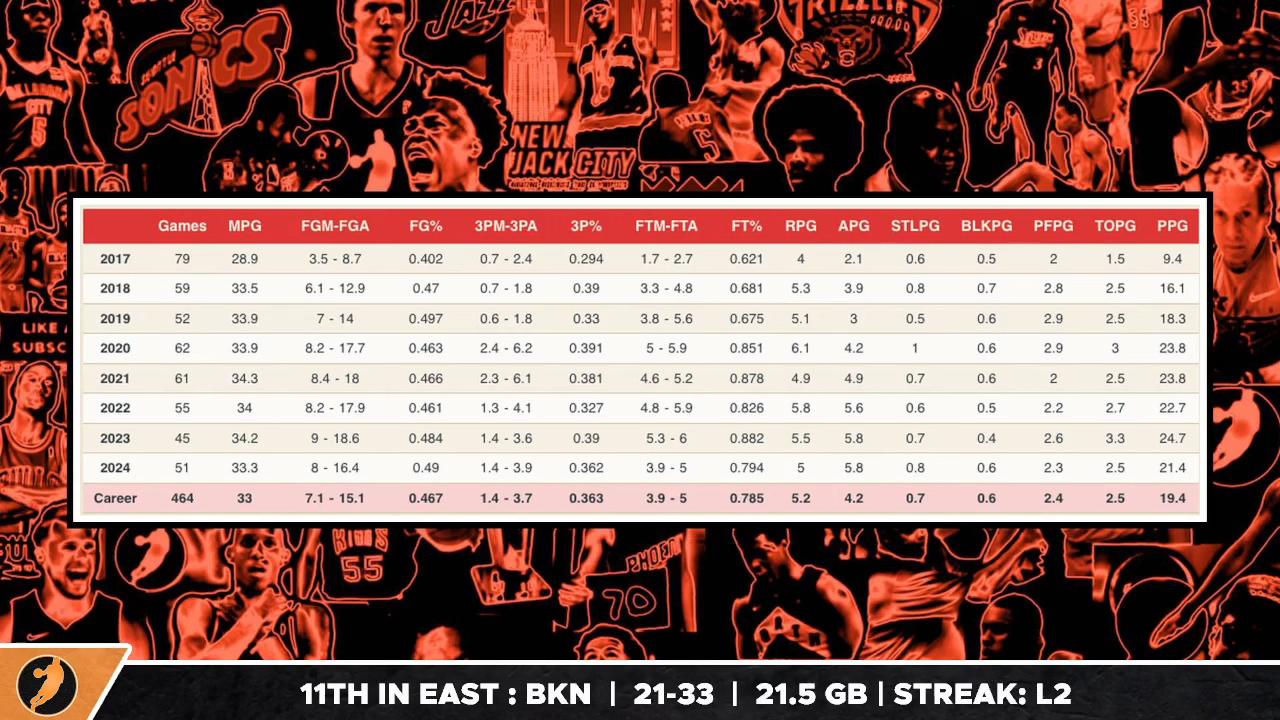 JAZZ
GRIZZLIES
SEATTLE
SONICS
CITY
5
3
35
NEW
JACK CITY
5
8
Games MPG FGM-FGA FG% 3PM-3PA 3P% FTM-FTA FT% RPG APG STLPG BLKPG PFPG TOPG PPG
2017 79 28.9 3.5 - 8.7 0.402 0.7 - 2.4 0.294 1.7 - 2.7 0.621 4 2.1 0.6 0.5 2 1.5 9.4
2018 59 33.5 6.1 - 12.9 0.47 0.7 - 1.8 0.39 3.3 - 4.8 0.681 5.3 3.9 0.8 0.7 2.8 2.5 16.1
2019 52 33.9 7 - 14 0.497 0.6 - 1.8 0.33 3.8 - 5.6 0.675 5.1 3 0.5 0.6 2.9 2.5 18.3
2020 62 33.9 8.2 - 17.7 0.463 2.4 - 6.2 0.391 5 - 5.9 0.851 6.1 4.2 1 0.6 2.9 3 23.8
2021 61 34.3 8.4 - 18 0.466 2.3 - 6.1 0.381 4.6 - 5.2 0.878 4.9 4.9 0.7 0.6 2 2.5 23.8
2022 55 34 8.2 - 17.9 0.461 1.3 - 4.1 0.327 4.8 - 5.9 0.826 5.8 5.6 0.6 0.5 2.2 2.7 22.7
2023 45 34.2 9 - 18.6 0.484 1.4 - 3.6 0.39 5.3 - 6 0.882 5.5 5.8 0.7 0.4 2.6 3.3 24.7
2024 51 33.3 8 - 16.4 0.49 1.4 - 3.9 0.362 3.9 - 5 0.794 5 5.8 0.8 0.6 2.3 2.5 21.4
Career 464 33 7.1 - 15.1 0.467 1.4 - 3.7 0.363 3.9 - 5 0.785 5.2 4.2 0.7 0.6 2.4 2.5 19.4
LIKE
SUBSC
55
70
11TH IN EAST : BKN | 21-33 | 21.5 GB | STREAK: L2